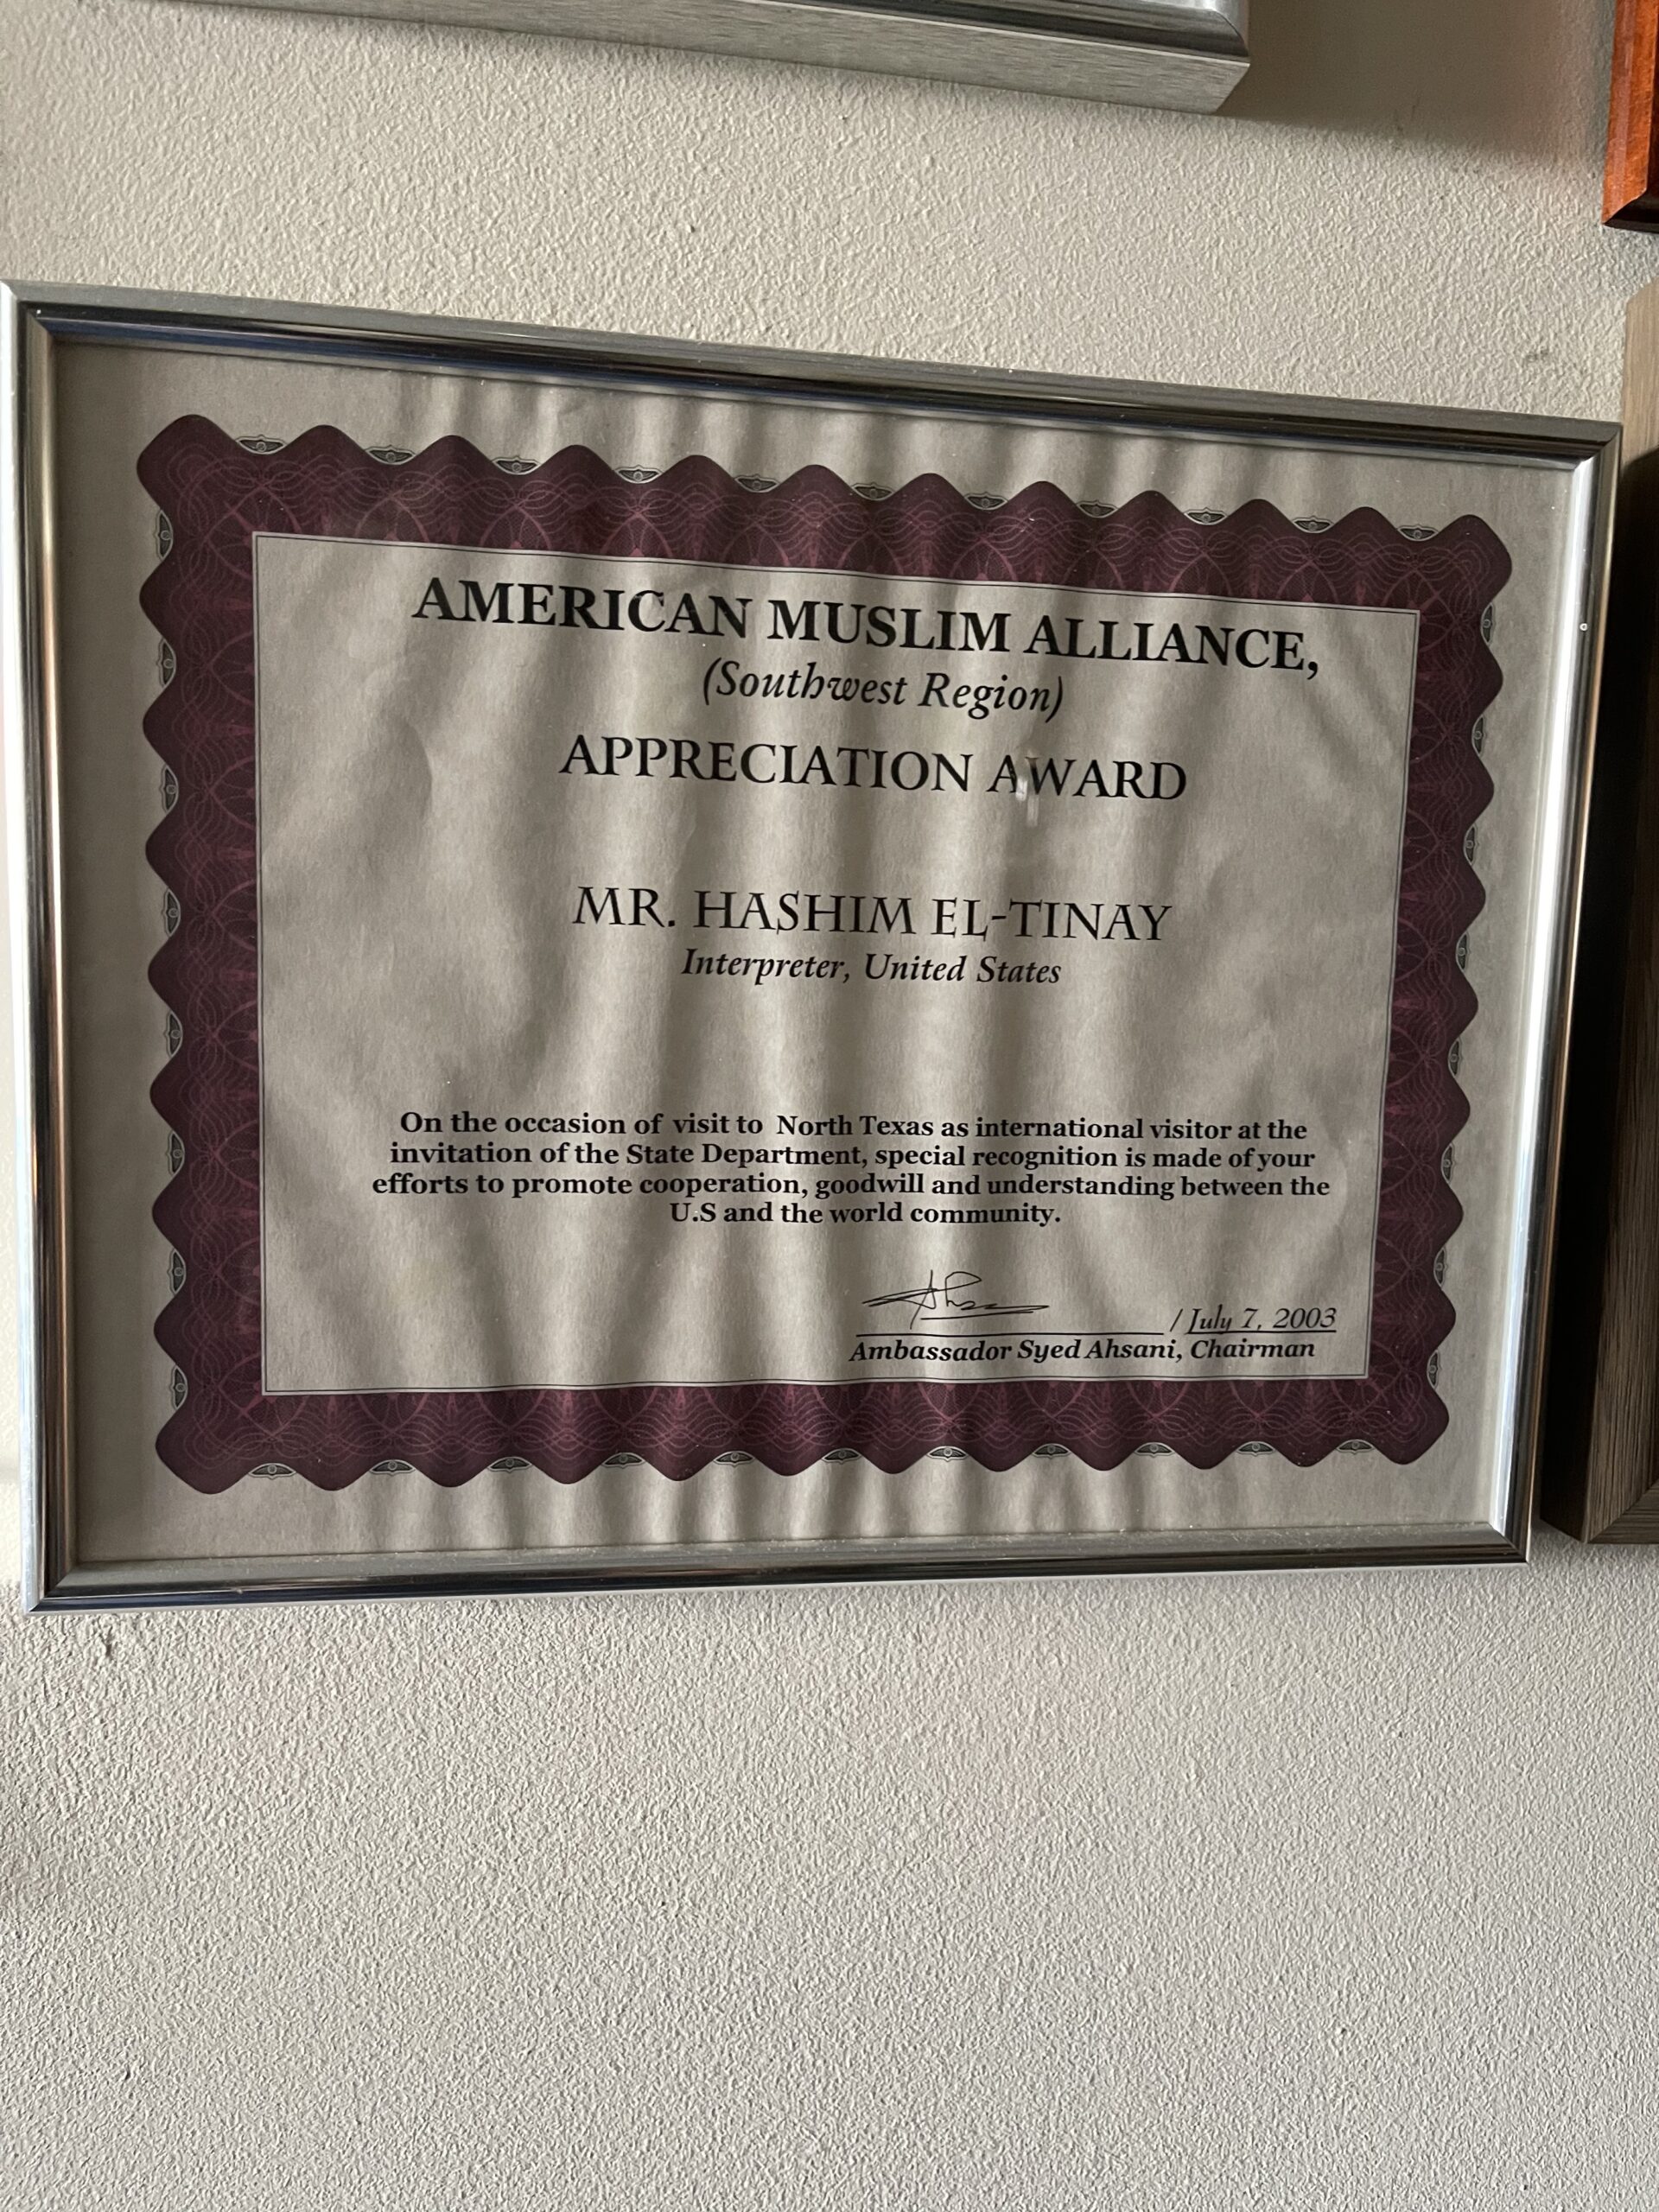 AMERICAN MUSLIM ALLIANCE,
(Southwest Region)
APPRECIATION AWARD
MR. HASHIM EL-TINAY
Interpreter, United States
On the occasion of visit to North Texas as international visitor at the
invitation of the State Department, special recognition is made of your
efforts to promote cooperation, goodwill and understanding between the
U.S and the world community.
/ July 7, 2003
Ambassador Syed Ahsani, Chairman